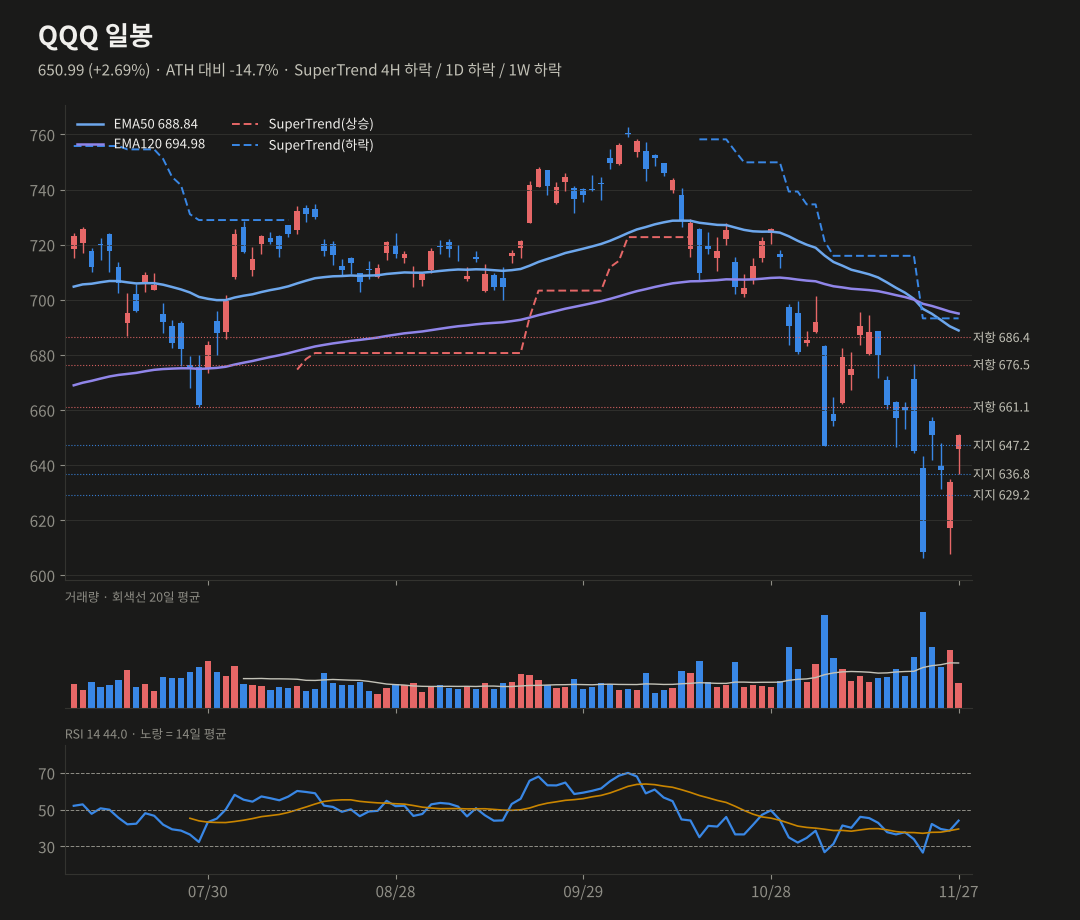 QQQ 일봉
650.99 (+2.69%) · ATH 대비 -14.7% · SuperTrend 4H 하락 / 1D 하락 / 1W 하락
EMA50 688.84
SuperTrend(상승)
EMA120 694.98
SuperTrend(하락)
760
740
720
700
680
660
640
620
600
저항 686.4
저항 676.5
저항 661.1
지지 647.2
지지 636.8
지지 629.2
거래량 · 회색선 20일 평균
RSI 14 44.0 · 노랑 = 14일 평균
70
50
30
07/30 08/28 09/29 10/28 11/27